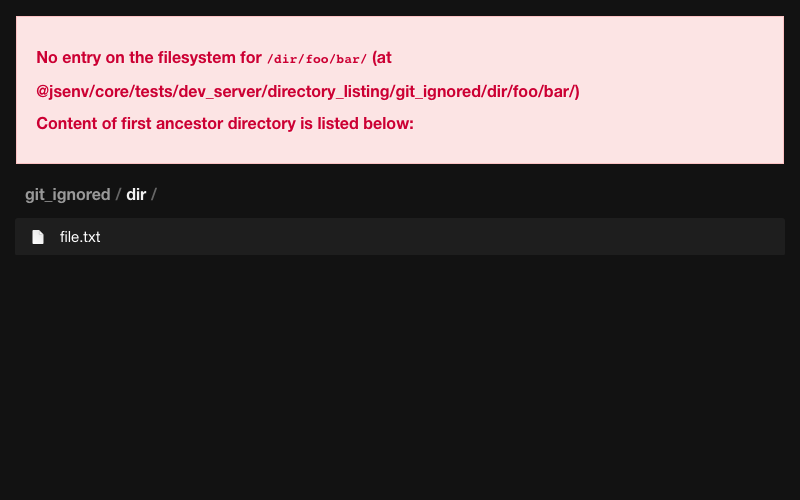 No entry on the filesystem for /dir/foo/bar/ (at
@jsenv/core/tests/dev_server/directory_listing/git_ignored/dir/foo/bar/)
Content of first ancestor directory is listed below:
git_ignored / dir /
file.txt